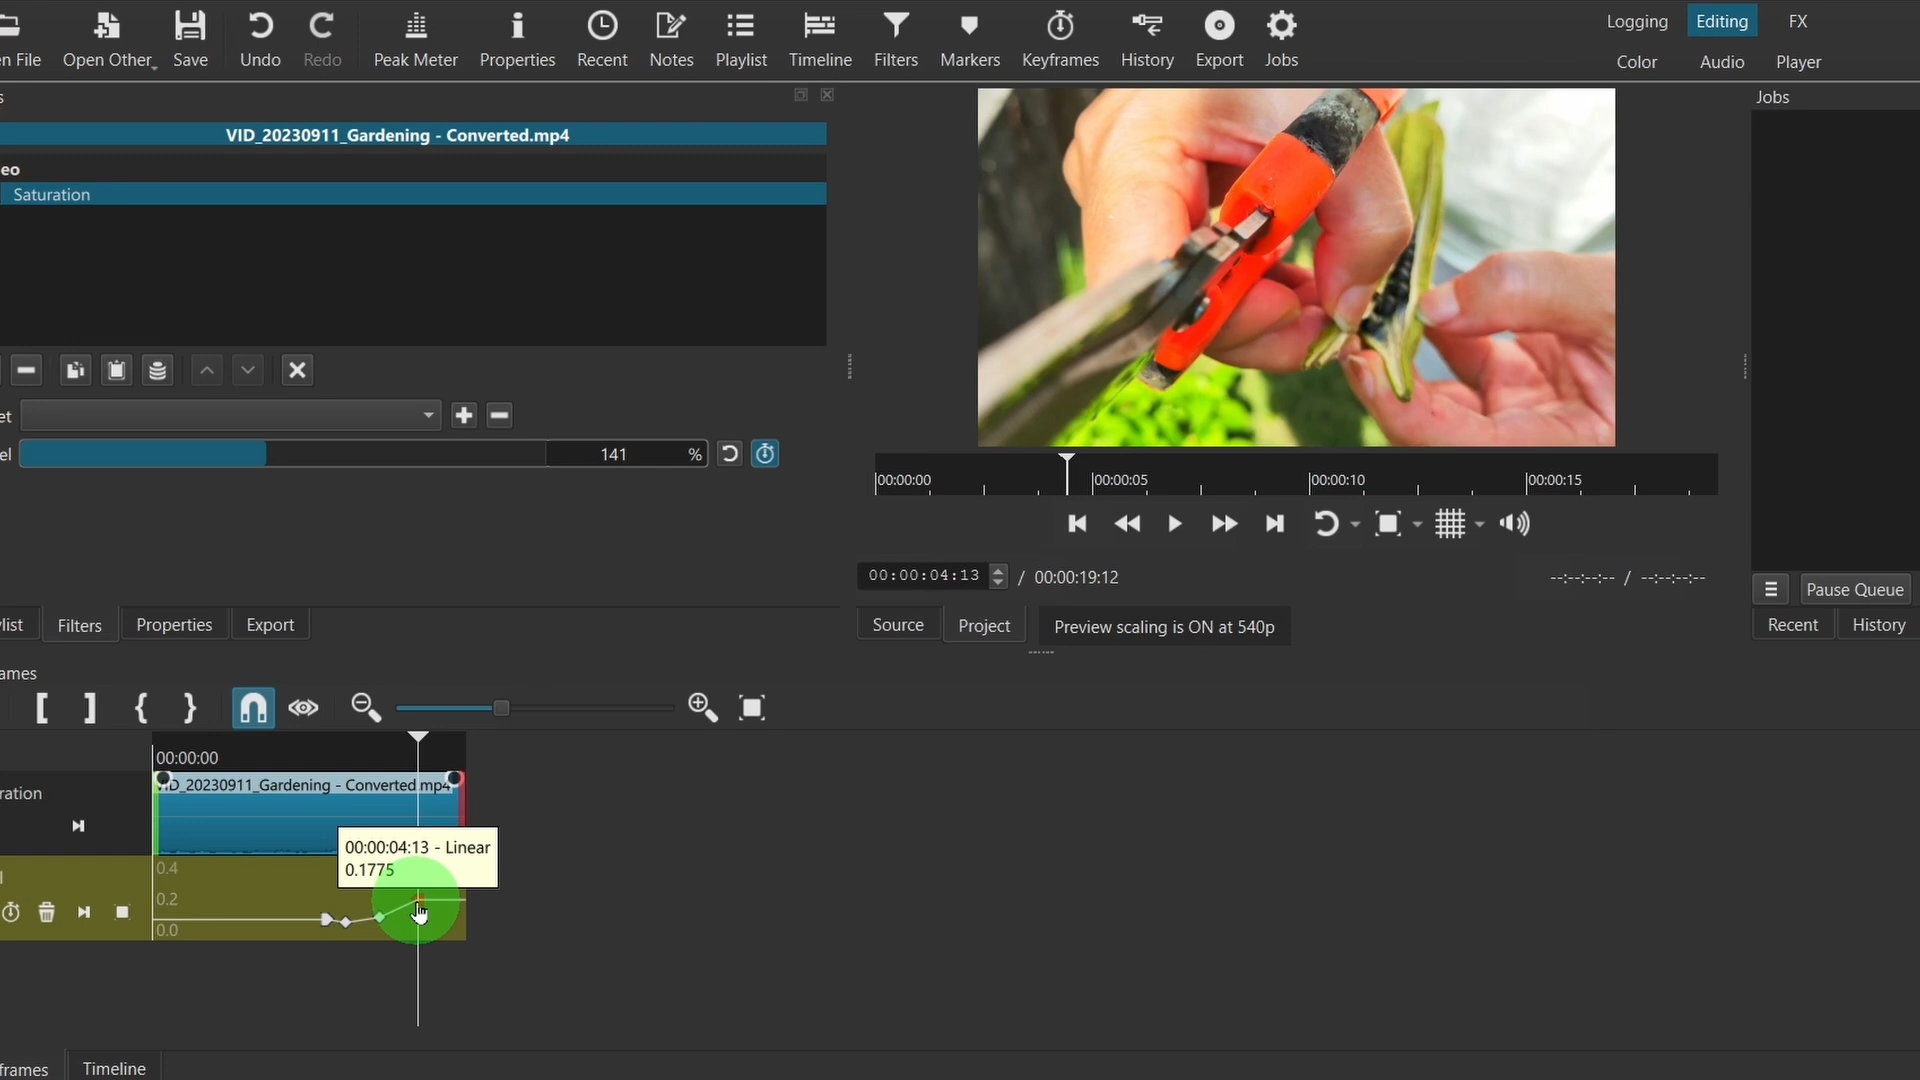 n File
Open Other
Save
Undo
Redo
Peak Meter
Properties
Recent
Notes
Playlist
Timeline
Filters
Markers
Keyframes
History
Export
Jobs
Logging
Editing
FX
Color
Audio
Player
s
VID_20230911_Gardening - Converted.mp4
eo
Saturation
et
el
141 %
Jobs
00:00:00
00:00:05
00:00:10
00:00:15
00:00:04:13 / 00:00:19:12
--:--:--:-- / --:--:--:--
Pause Queue
list
Filters
Properties
Export
Source
Project
Preview scaling is ON at 540p
Recent
History
ames
00:00:00
VID_20230911_Gardening - Converted.mp4
ration
00:00:04:13 - Linear
0.1775
l
0.4
0.2
0.0
frames
Timeline